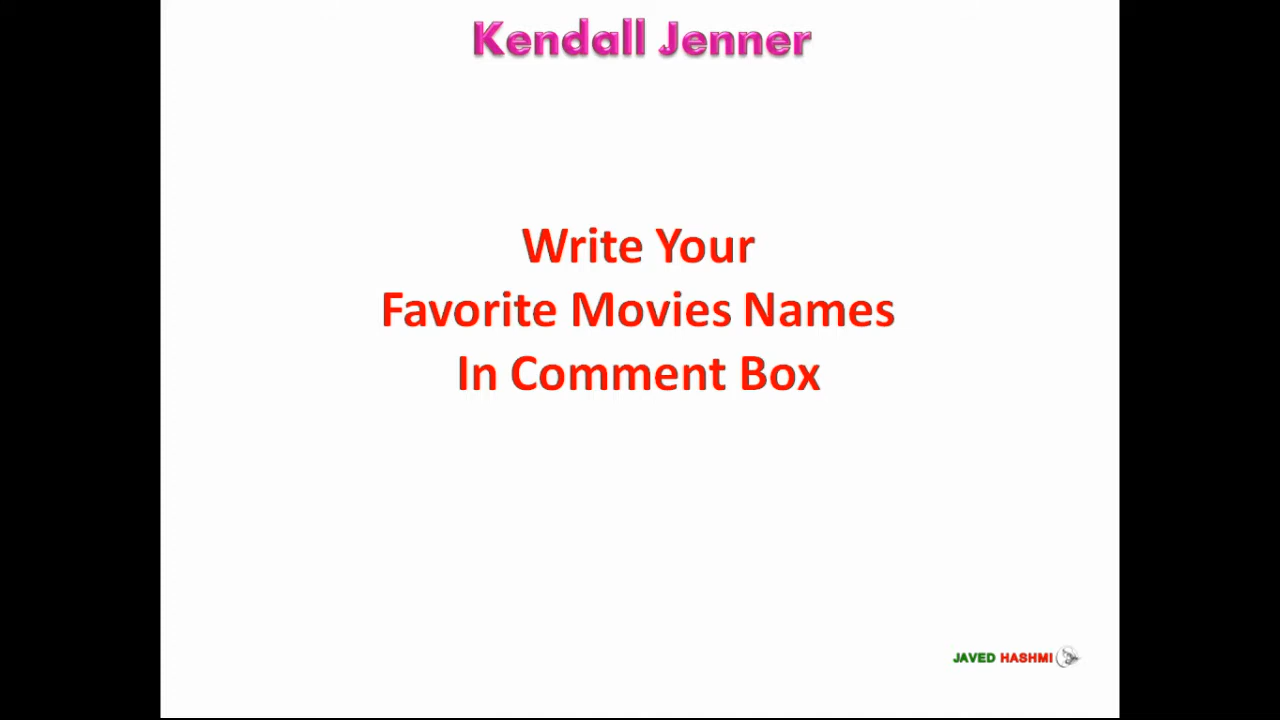 Kendall Jenner
Write Your
Favorite Movies Names
In Comment Box
JAVED HASHMI